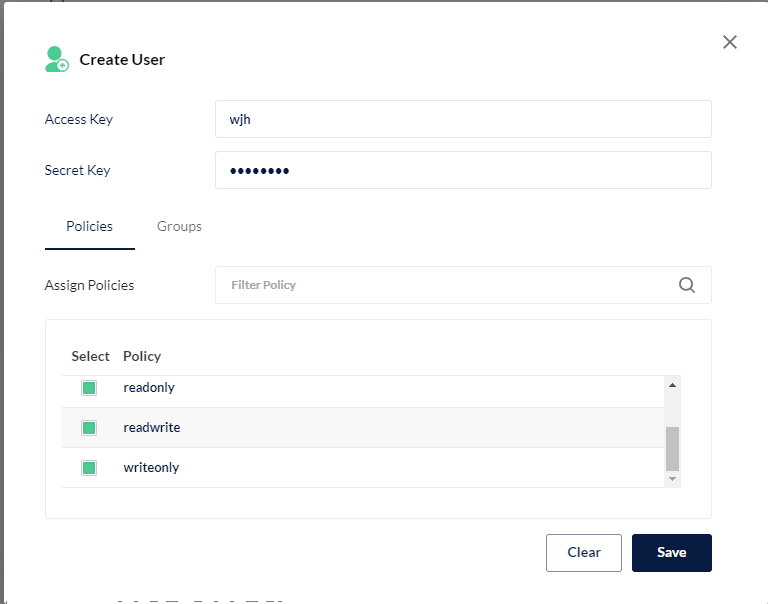 Create User
Access Key wjh
Secret Key ••••••••
Policies Groups
Assign Policies Filter Policy
Select Policy
readonly
readwrite
writeonly
Clear Save